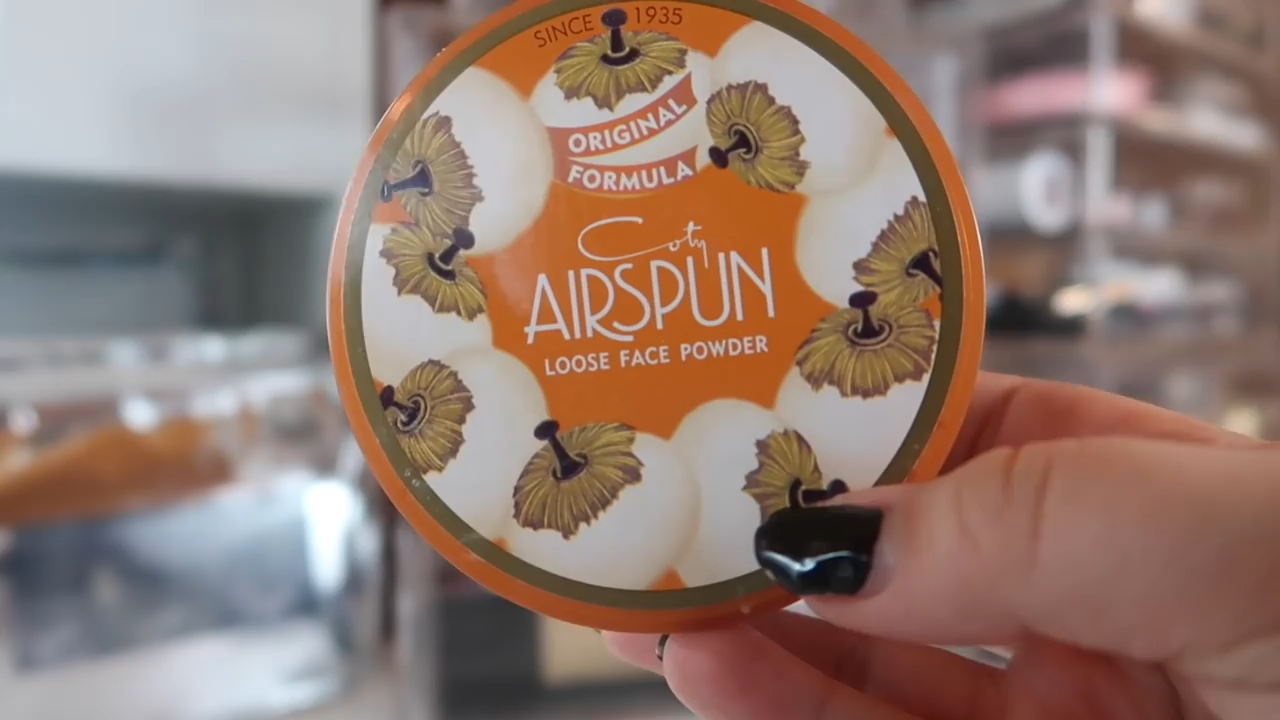 SINCE 1935
ORIGINAL
FORMULA
Coty
AIRSPUN
LOOSE FACE POWDER